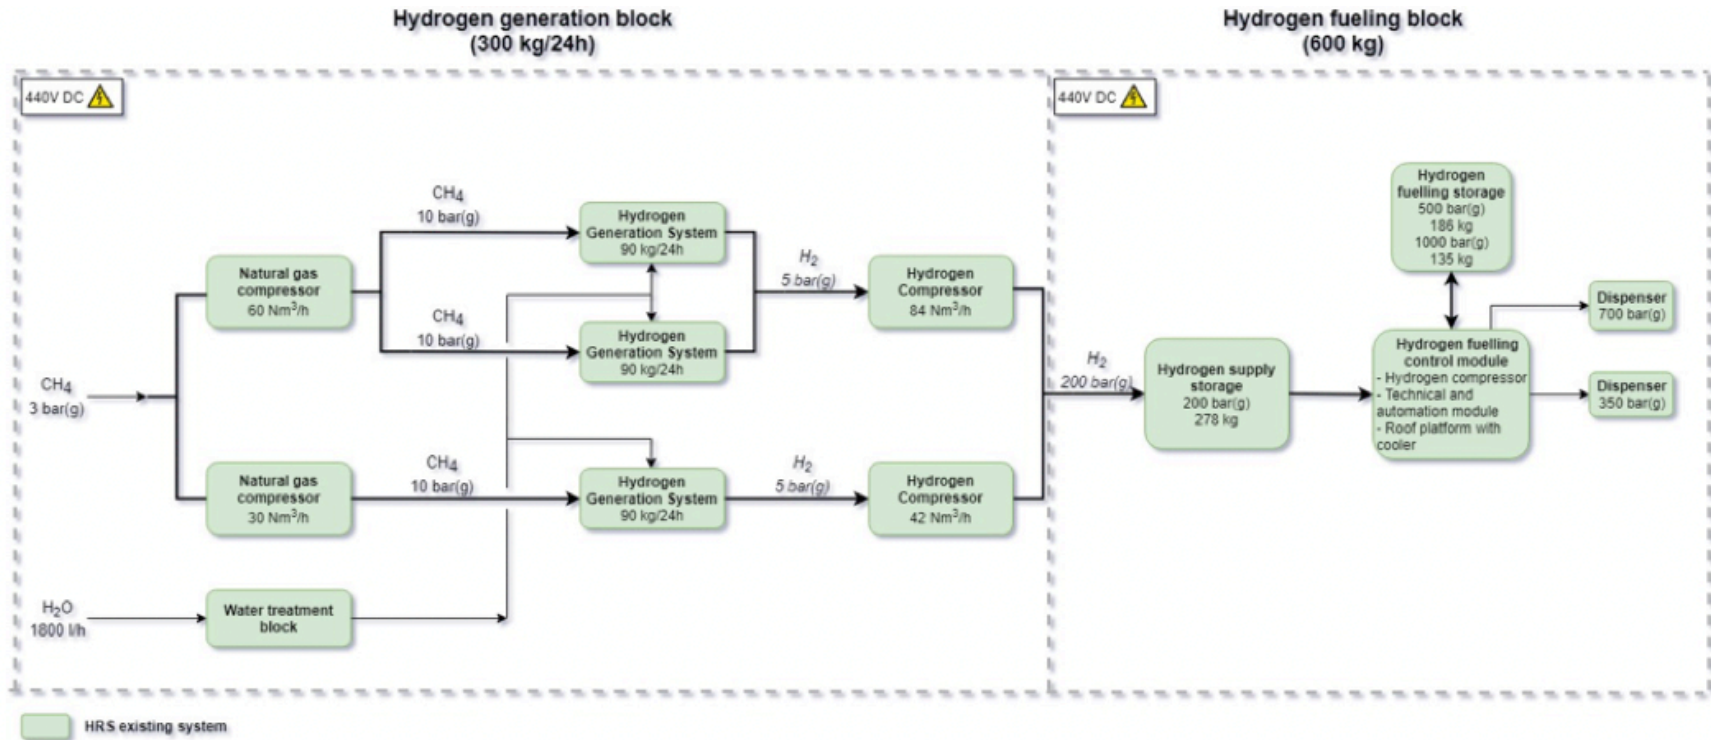 Hydrogen generation block
(300 kg/24h)
Hydrogen fueling block
(600 kg)
440V DC
440V DC
CH4
10 bar(g)
Hydrogen
Generation System
90 kg/24h
Natural gas
compressor
60 Nm³/h
CH4
10 bar(g)
Hydrogen
Generation System
90 kg/24h
H2
5 bar(g)
Hydrogen
Compressor
84 Nm³/h
CH4
3 bar(g)
Natural gas
compressor
30 Nm³/h
CH4
10 bar(g)
Hydrogen
Generation System
90 kg/24h
H2
5 bar(g)
Hydrogen
Compressor
42 Nm³/h
H2O
1800 l/h
Water treatment
block
H2
200 bar(g)
Hydrogen supply
storage
200 bar(g)
278 kg
Hydrogen
fuelling storage
500 bar(g)
186 kg
1000 bar(g)
135 kg
Hydrogen fuelling
control module
- Hydrogen compressor
- Technical and
automation module
- Roof platform with
cooler
Dispenser
700 bar(g)
Dispenser
350 bar(g)
HRS existing system